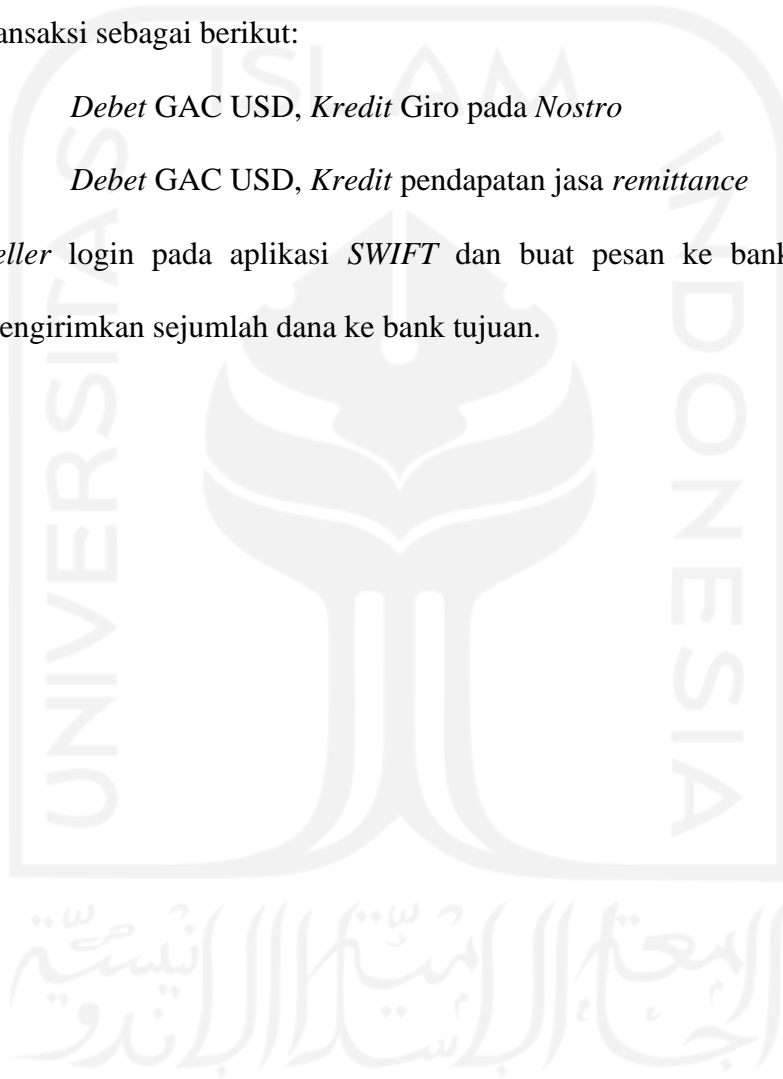 ansaksi sebagai berikut:
Debet GAC USD, Kredit Giro pada Nostro
Debet GAC USD, Kredit pendapatan jasa remittance
eller login pada aplikasi SWIFT dan buat pesan ke bank
engirimkan sejumlah dana ke bank tujuan.
ISLAM
UNIVERSITAS
INDONESIA